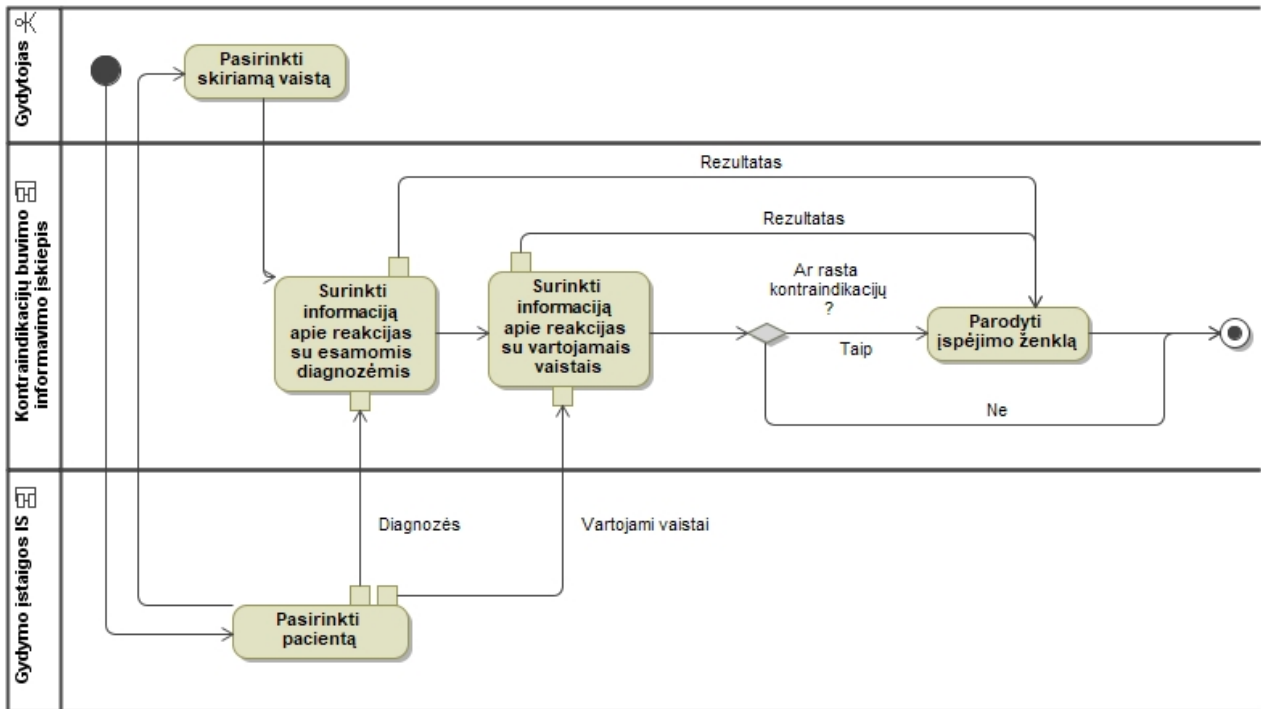 Gydytojas
Pasirinkti
skiriamą vaistą
Kontraindikacijų buvimo
informavimo įskiepis
Rezultatas
Rezultatas
Surinkti
informaciją
apie reakcijas
su esamomis
diagnozėmis
Surinkti
informaciją
apie reakcijas
su vartojamais
vaistais
Ar rasta
kontraindikacijų
?
Taip
Parodyti
įspėjimo ženklą
Ne
Gydymo įstaigos IS
Diagnozės
Vartojami vaistai
Pasirinkti
pacientą